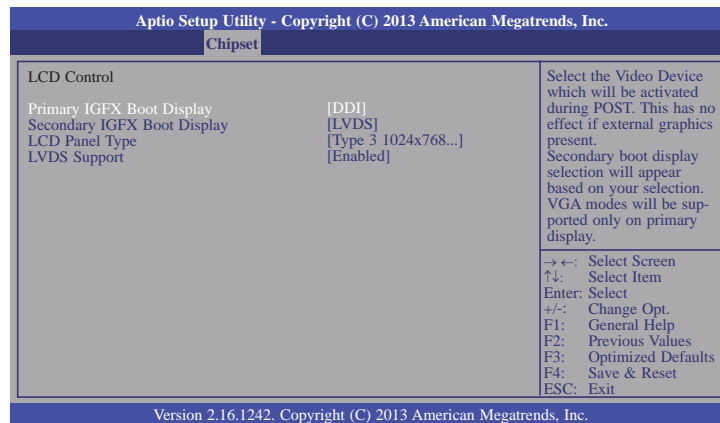 Aptio Setup Utility - Copyright (C) 2013 American Megatrends, Inc.
Chipset
LCD Control
Primary IGFX Boot Display [DDI]
Secondary IGFX Boot Display [LVDS]
LCD Panel Type [Type 3 1024x768...]
LVDS Support [Enabled]
Select the Video Device
which will be activated
during POST. This has no
effect if external graphics
present.
Secondary boot display
selection will appear
based on your selection.
VGA modes will be sup-
ported only on primary
display.
→←: Select Screen
↑↓: Select Item
Enter: Select
+/-: Change Opt.
F1: General Help
F2: Previous Values
F3: Optimized Defaults
F4: Save & Reset
ESC: Exit
Version 2.16.1242. Copyright (C) 2013 American Megatrends, Inc.